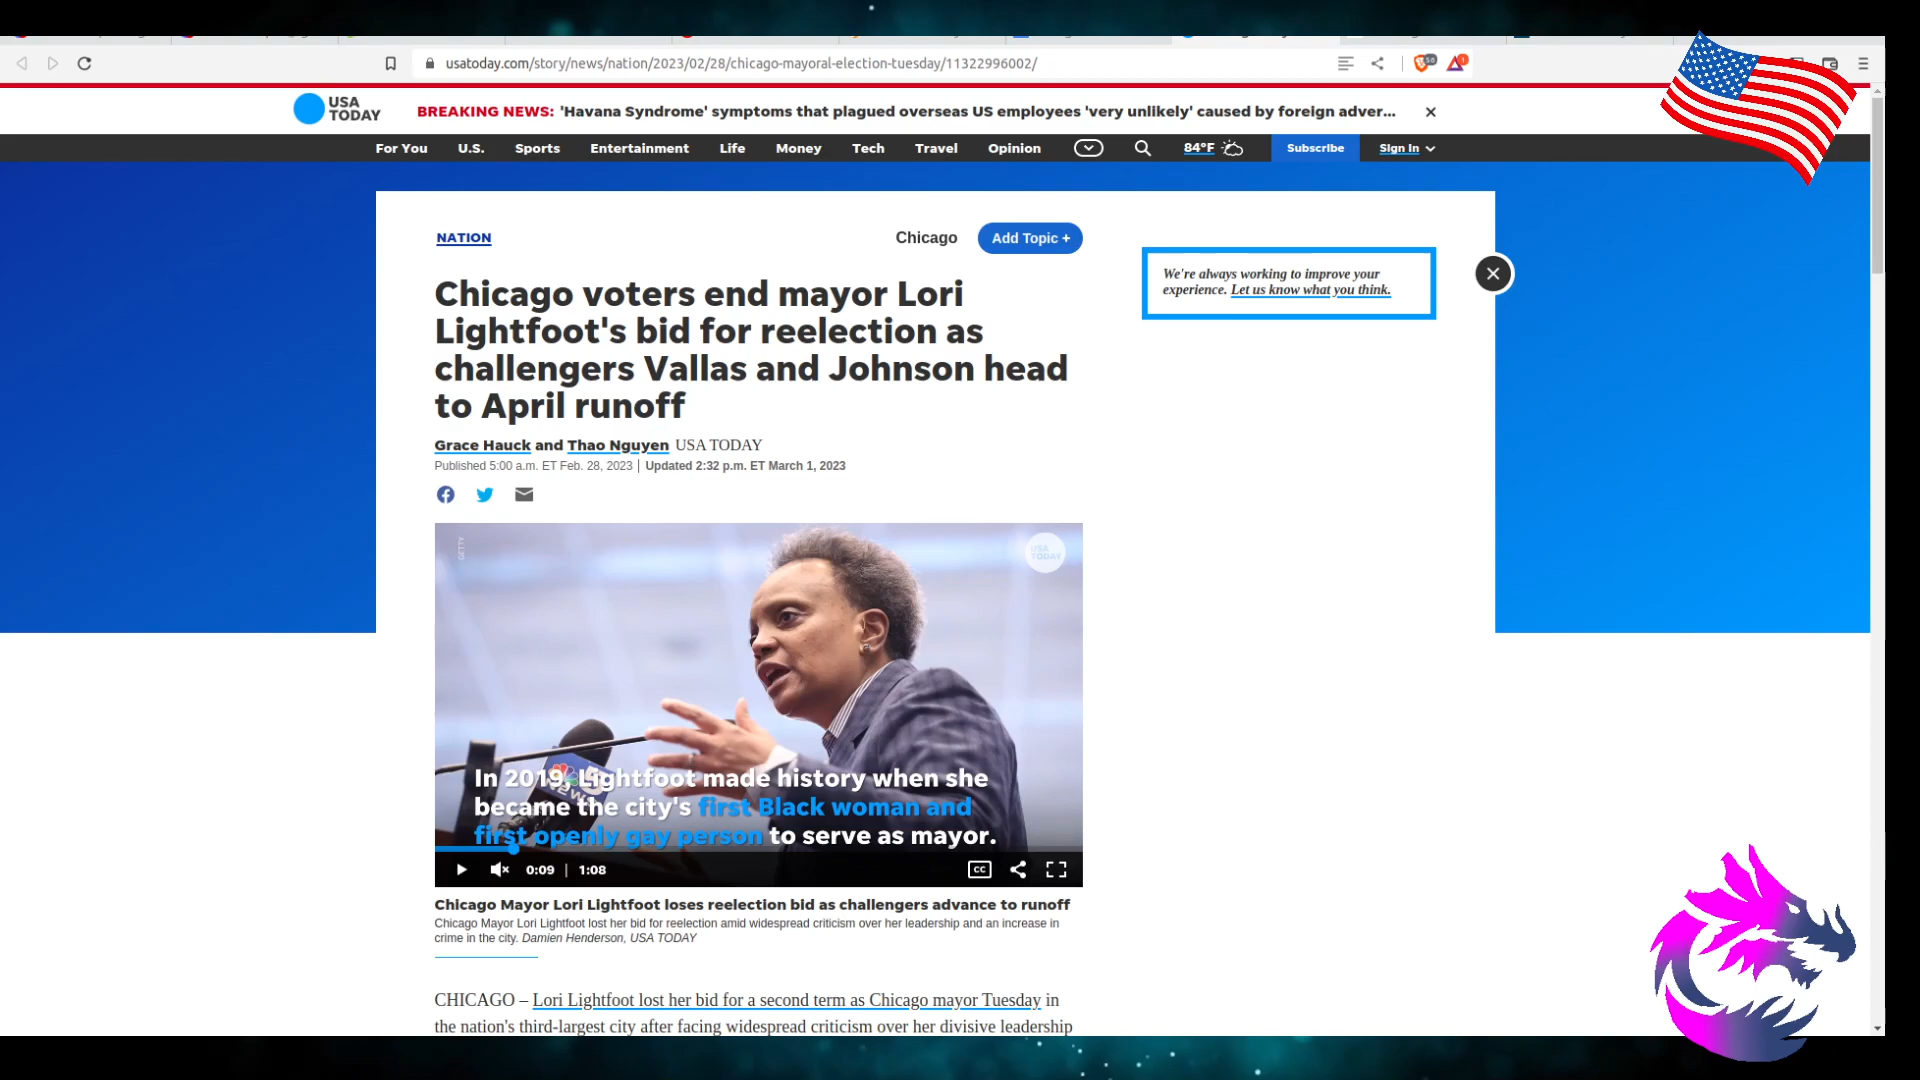 usatoday.com/story/news/nation/2023/02/28/chicago-mayoral-election-tuesday/11322996002/
56
1
USA
TODAY
BREAKING NEWS: 'Havana Syndrome' symptoms that plagued overseas US employees 'very unlikely' caused by foreign adver...
For You U.S. Sports Entertainment Life Money Tech Travel Opinion 84°F Subscribe Sign In
NATION
Chicago
Add Topic +
We're always working to improve your
experience. Let us know what you think.
Chicago voters end mayor Lori
Lightfoot's bid for reelection as
challengers Vallas and Johnson head
to April runoff
Grace Hauck and Thao Nguyen USA TODAY
Published 5:00 a.m. ET Feb. 28, 2023 | Updated 2:32 p.m. ET March 1, 2023
GETTY
USA
TODAY
5
NEWS
In 2019, Lightfoot made history when she
became the city's first Black woman and
first openly gay person to serve as mayor.
0:09 | 1:08
CC
Chicago Mayor Lori Lightfoot loses reelection bid as challengers advance to runoff
Chicago Mayor Lori Lightfoot lost her bid for reelection amid widespread criticism over her leadership and an increase in
crime in the city. Damien Henderson, USA TODAY
CHICAGO – Lori Lightfoot lost her bid for a second term as Chicago mayor Tuesday in
the nation's third-largest city after facing widespread criticism over her divisive leadership